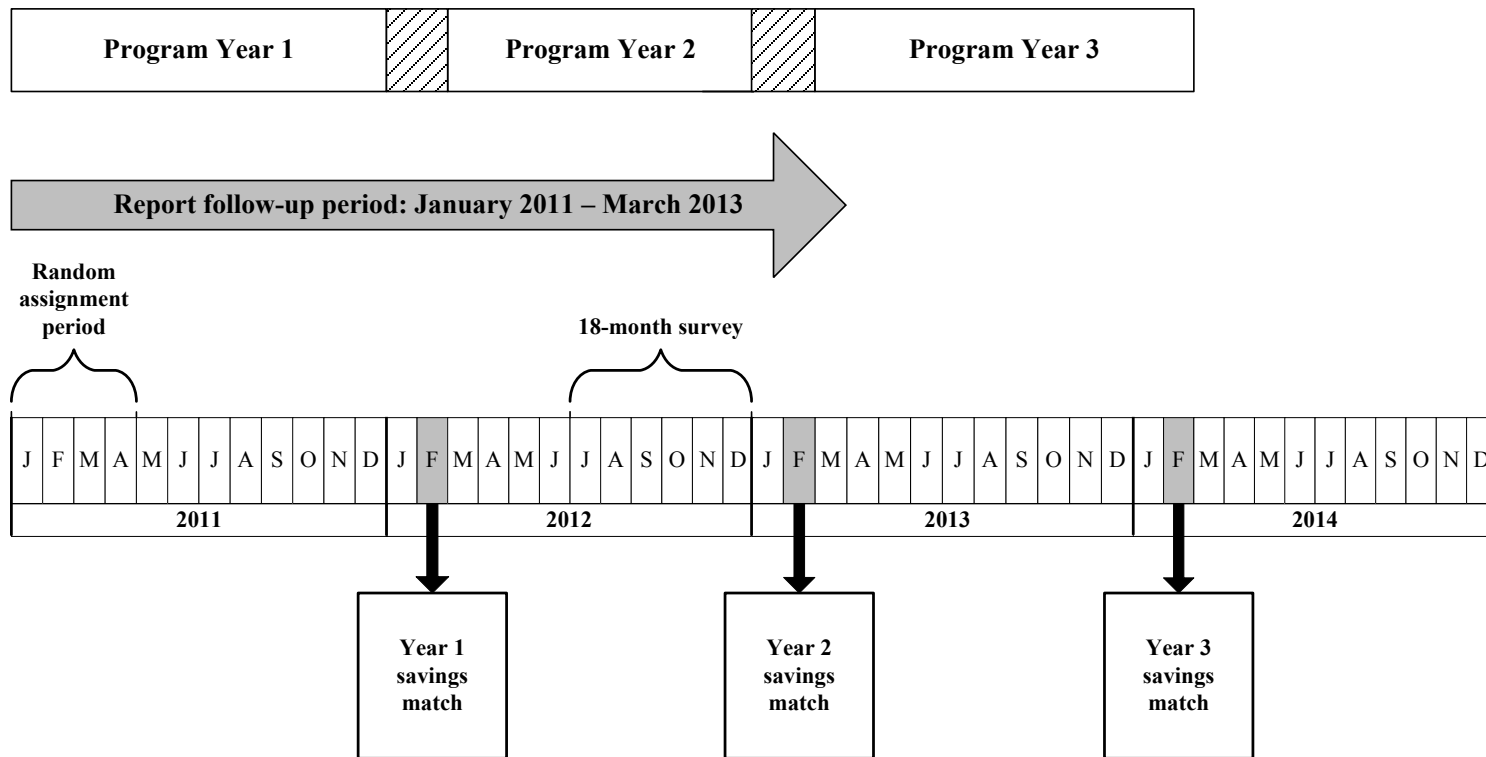 Program Year 1 Program Year 2 Program Year 3
Report follow-up period: January 2011 – March 2013
Random
assignment
period
18-month survey
J F M A M J J A S O N D J F M A M J J A S O N D J F M A M J J A S O N D J F M A M J J A S O N D
2011 2012 2013 2014
Year 1
savings
match
Year 2
savings
match
Year 3
savings
match